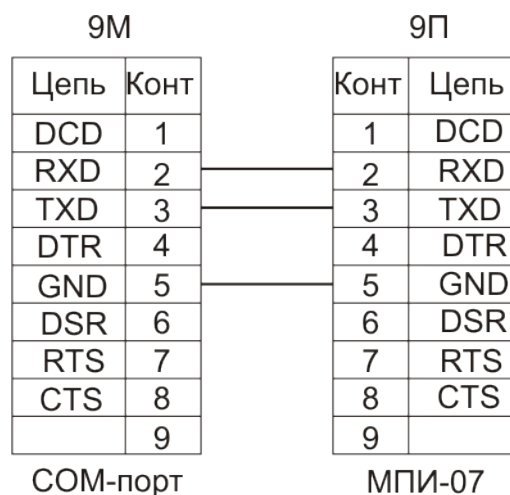 9М 9П
Цепь Конт Конт Цепь
DCD 1 1 DCD
RXD 2 2 RXD
TXD 3 3 TXD
DTR 4 4 DTR
GND 5 5 GND
DSR 6 6 DSR
RTS 7 7 RTS
CTS 8 8 CTS
9 9
COM-порт МПИ-07